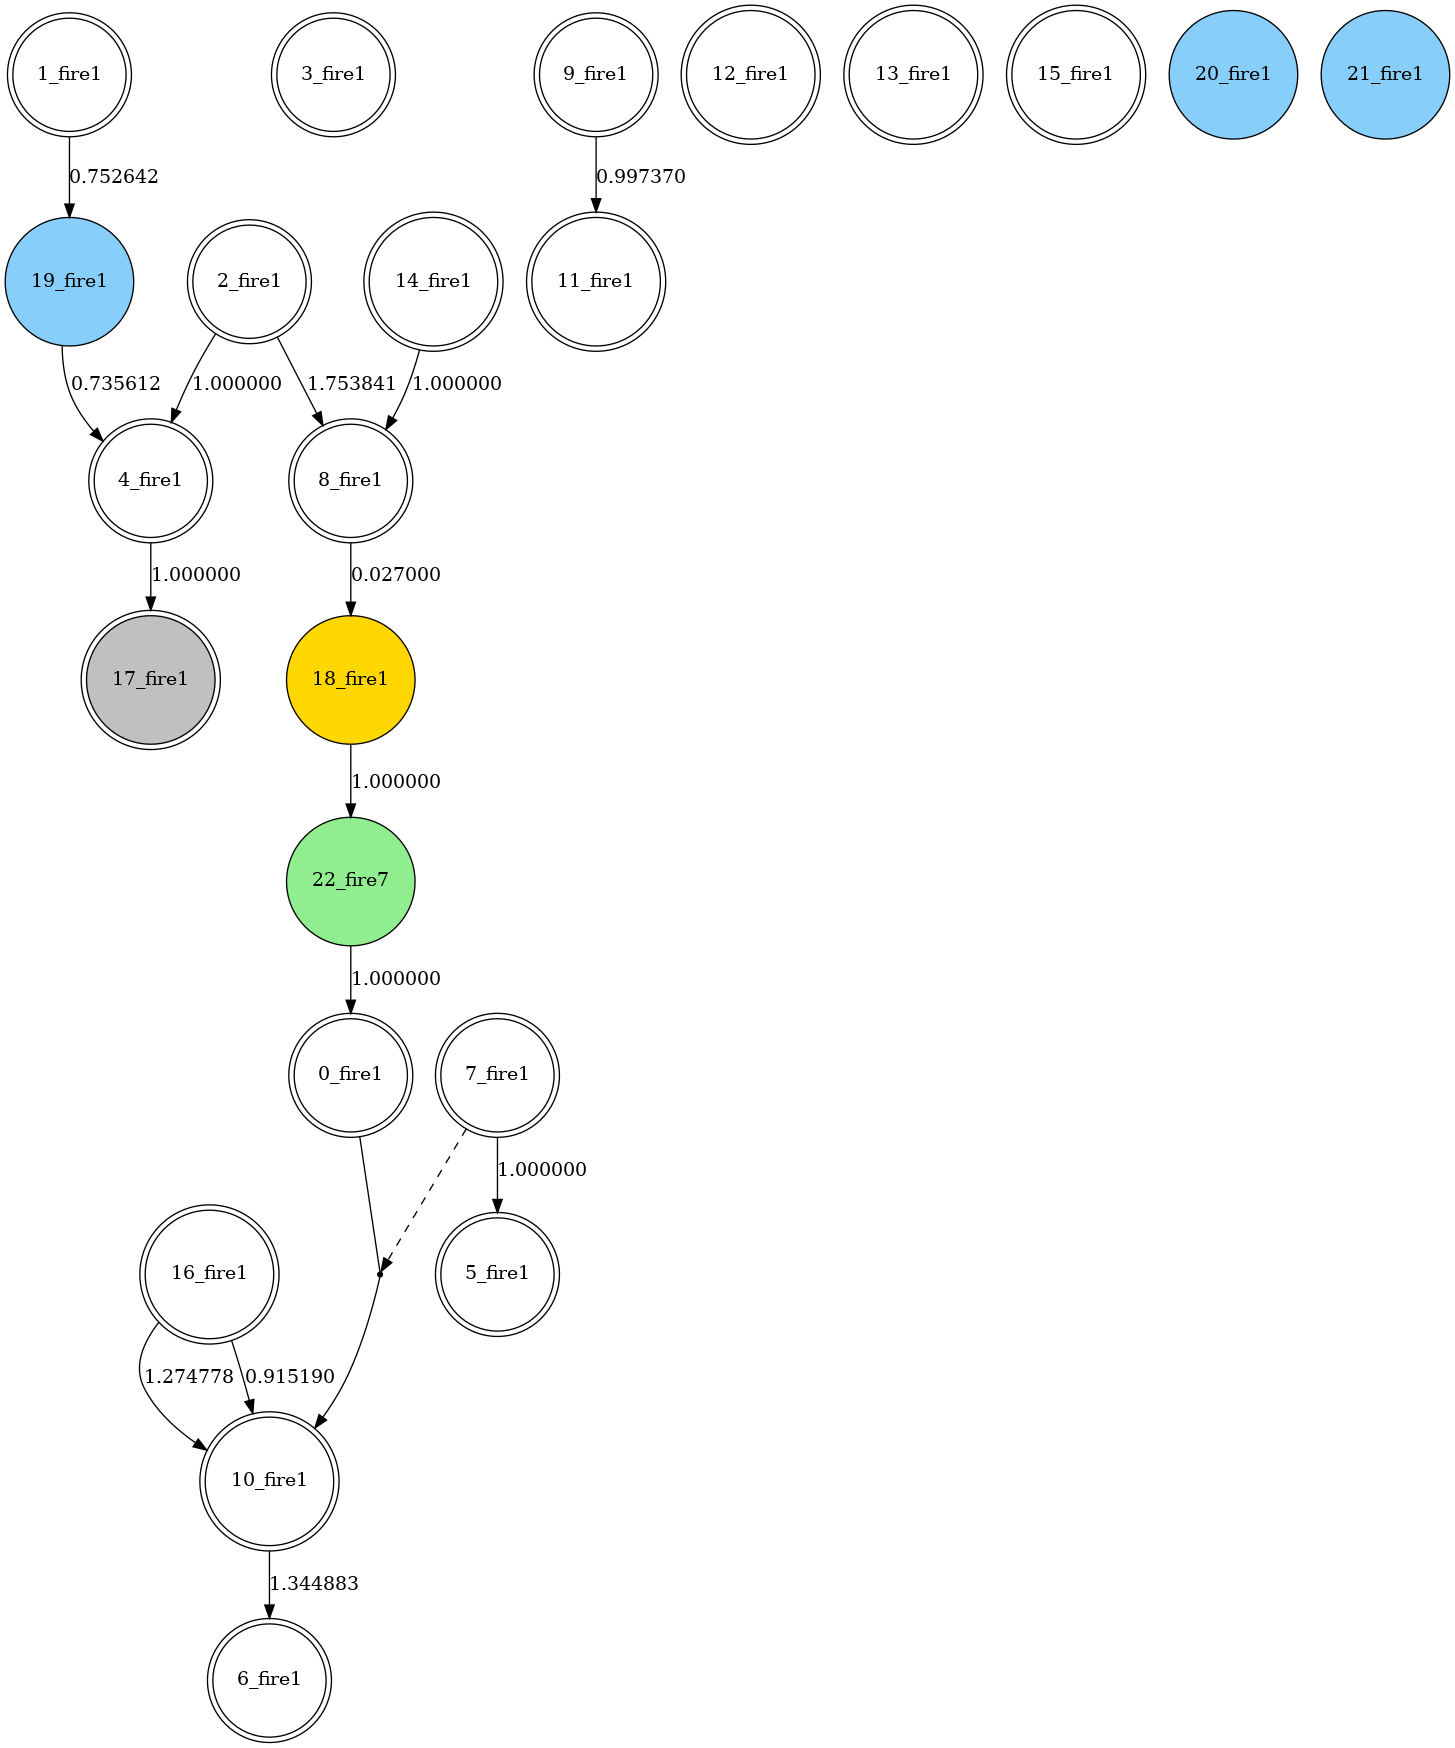 1_fire1
3_fire1
9_fire1
12_fire1
13_fire1
15_fire1
20_fire1
21_fire1
0.752642
0.997370
19_fire1
2_fire1
14_fire1
11_fire1
0.735612
1.000000
1.753841
1.000000
4_fire1
8_fire1
1.000000
0.027000
17_fire1
18_fire1
1.000000
22_fire7
1.000000
0_fire1
7_fire1
1.000000
16_fire1
5_fire1
1.274778
0.915190
10_fire1
1.344883
6_fire1